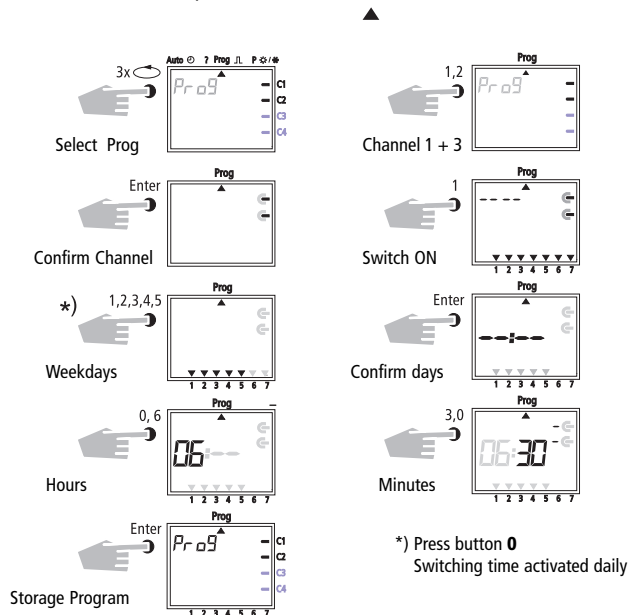 Auto ◴ ? Prog ⎍ P ☼/✻
3x
Prog
C1
C2
C3
C4
Select Prog
Prog
1,2
Prog
Channel 1 + 3
Prog
Enter
Confirm Channel
Prog
1
-- --
1 2 3 4 5 6 7
Switch ON
Prog
*) 1,2,3,4,5
1 2 3 4 5 6 7
Weekdays
Prog
Enter
--:--
1 2 3 4 5 6 7
Confirm days
Prog
0, 6
06:--
1 2 3 4 5 6 7
Hours
Prog
3,0
06:30
1 2 3 4 5 6 7
Minutes
Prog
Enter
Prog
C1
C2
C3
C4
1 2 3 4 5 6 7
Storage Program
*) Press button 0
Switching time activated daily